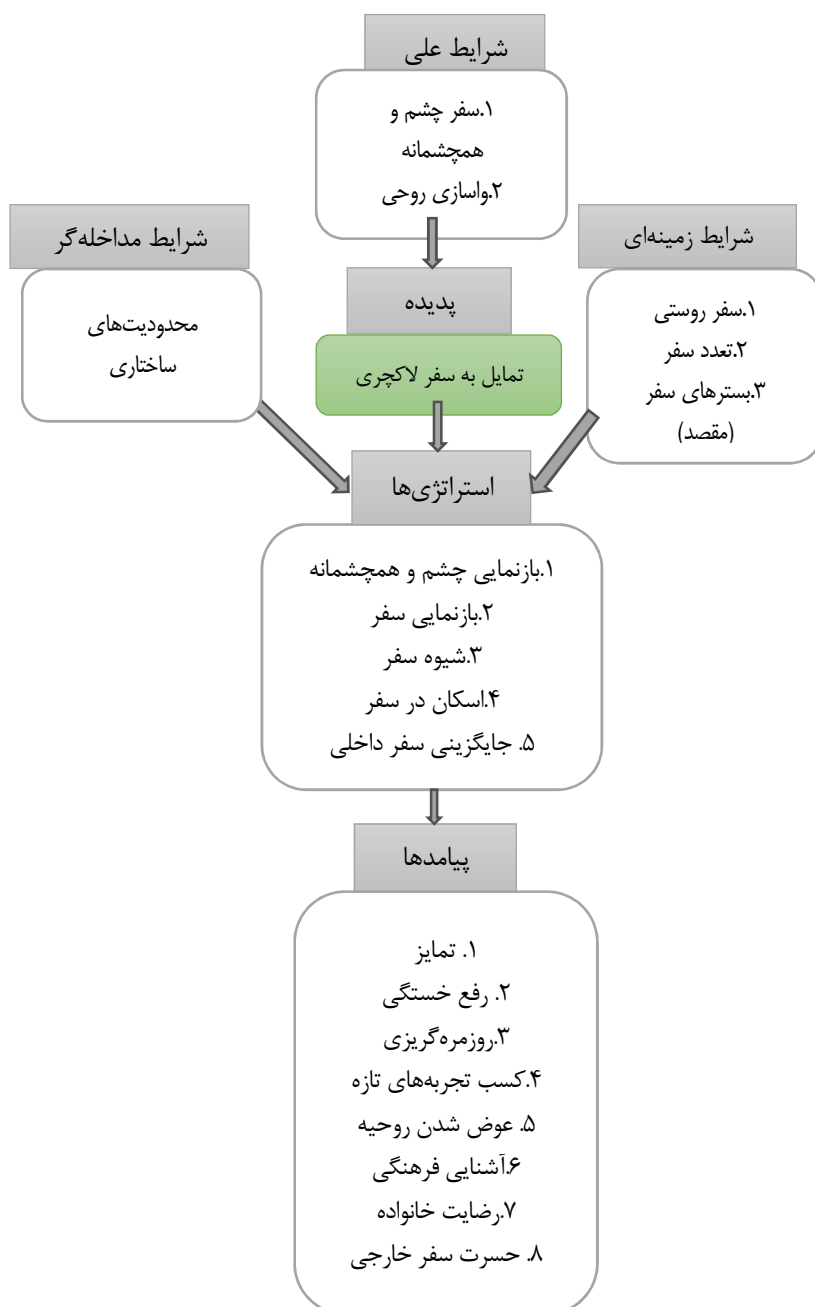 شرایط علی
۱.سفر چشم و
همچشمانه
۲.واسازی روحی
شرایط زمینه‌ای
۱.سفر روستی
۲.تعدد سفر
۳.بسترهای سفر
(مقصد)
شرایط مداخله‌گر
محدودیت‌های
ساختاری
پدیده
تمایل به سفر لاکچری
استراتژی‌ها
۱.بازنمایی چشم و همچشمانه
۲.بازنمایی سفر
۳.شیوه سفر
۴.اسکان در سفر
۵. جایگزینی سفر داخلی
پیامدها
۱. تمایز
۲. رفع خستگی
۳.روزمره‌گریزی
۴.کسب تجربه‌های تازه
۵. عوض شدن روحیه
۶.آشنایی فرهنگی
۷.رضایت خانواده
۸. حسرت سفر خارجی